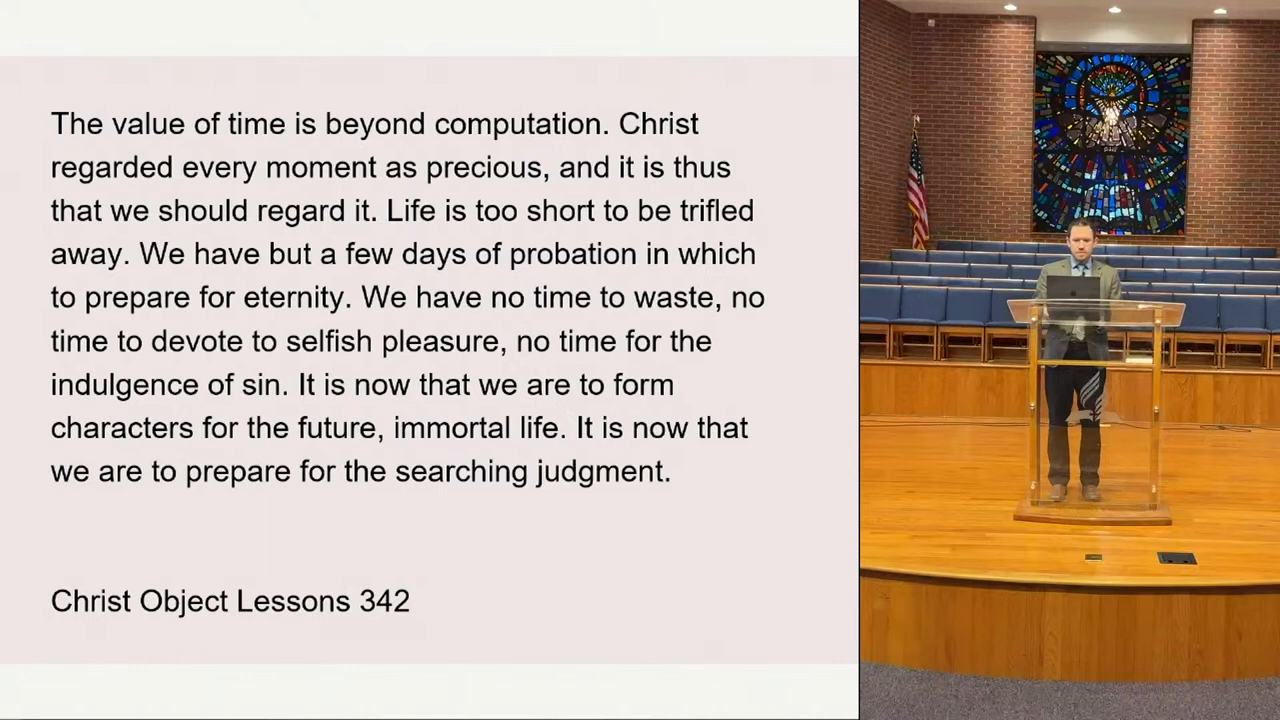 The value of time is beyond computation. Christ
regarded every moment as precious, and it is thus
that we should regard it. Life is too short to be trifled
away. We have but a few days of probation in which
to prepare for eternity. We have no time to waste, no
time to devote to selfish pleasure, no time for the
indulgence of sin. It is now that we are to form
characters for the future, immortal life. It is now that
we are to prepare for the searching judgment.
Christ Object Lessons 342